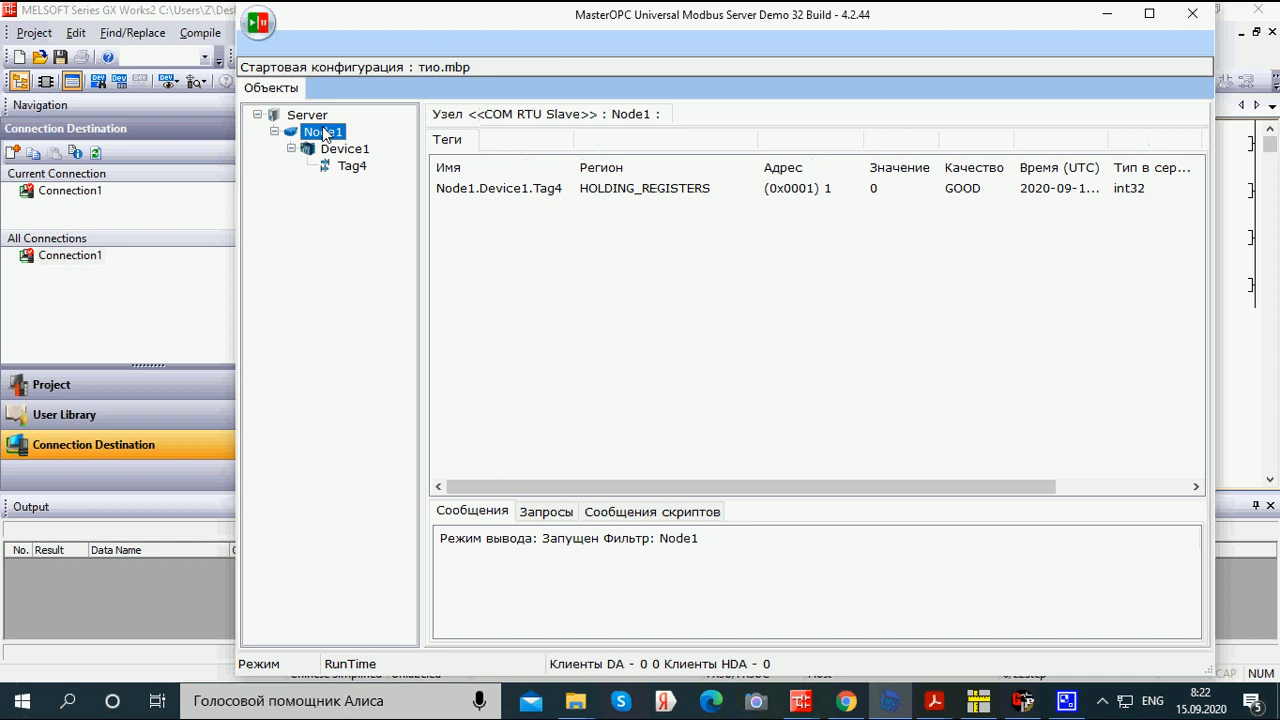 MELSOFT Series GX Works2 C:\Users\Z\Des
Project Edit Find/Replace Compile
Navigation
Connection Destination
Current Connection
Connection1
All Connections
Connection1
Project
User Library
Connection Destination
Output
No. Result Data Name
MasterOPC Universal Modbus Server Demo 32 Build - 4.2.44
Стартовая конфигурация : тио.mbp
Объекты
Server
Node1
Device1
Tag4
Узел <<COM RTU Slave>> : Node1 :
Теги
Имя Регион Адрес Значение Качество Время (UTC) Тип в сер...
Node1.Device1.Tag4 HOLDING_REGISTERS (0x0001) 1 0 GOOD 2020-09-1... int32
Сообщения Запросы Сообщения скриптов
Режим вывода: Запущен Фильтр: Node1
Режим RunTime Клиенты DA - 0 0 Клиенты HDA - 0
CAP NUM
Голосовой помощник Алиса
ENG
8:22
15.09.2020
5